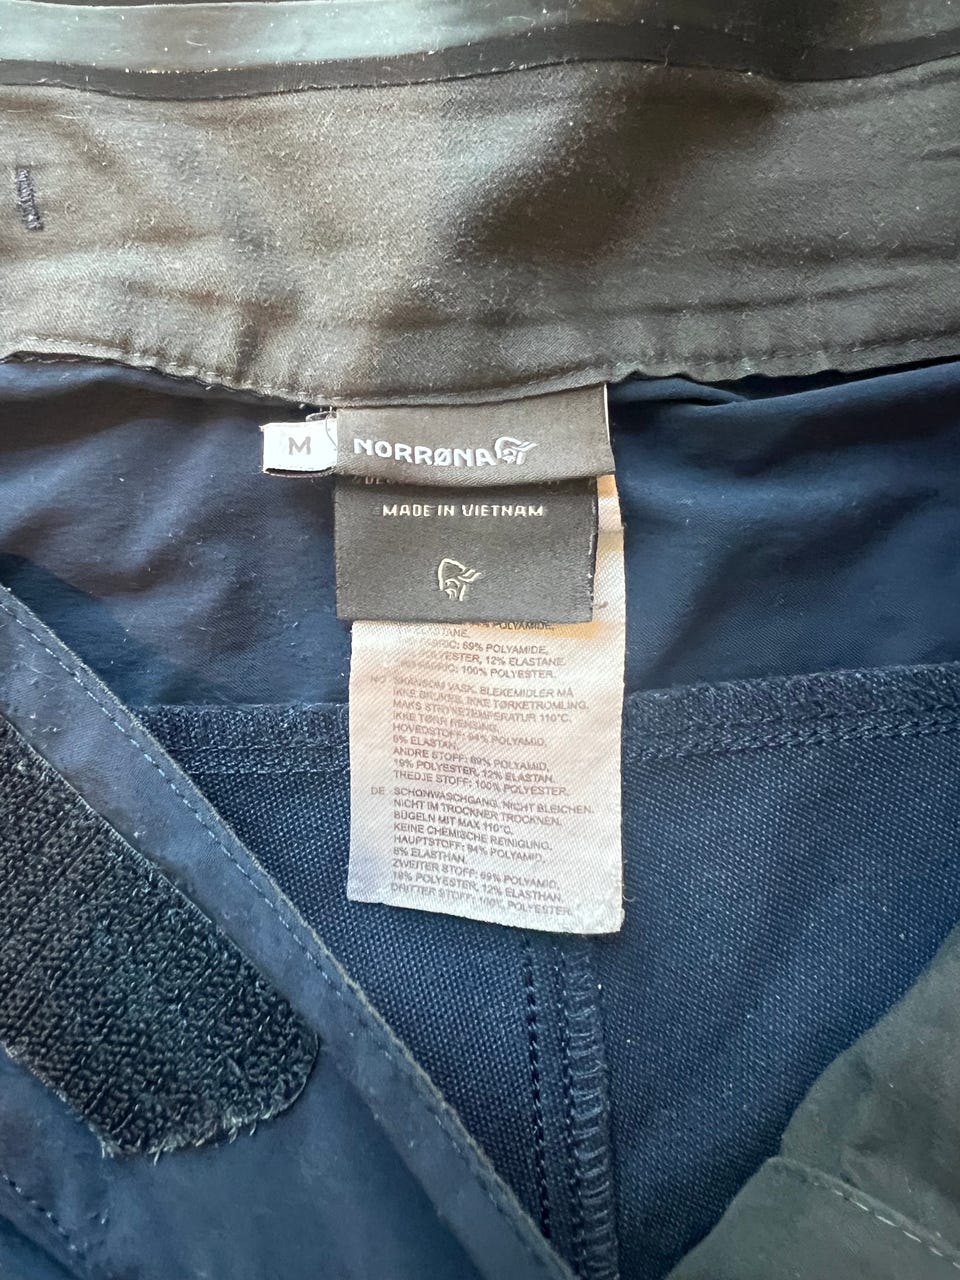 M
NORRØNA
MADE IN VIETNAM
POLYAMIDE,
ELASTANE.
FABRIC: 69% POLYAMIDE,
POLYESTER, 12% ELASTANE.
FABRIC: 100% POLYESTER.
NO SKÅNSOM VASK. BLEKEMIDLER MÅ
IKKE BRUKES. IKKE TØRKETROMLING.
MAKS STRYKETEMPERATUR 110°C.
IKKE TØRR RENSING.
HOVEDSTOFF: 94% POLYAMID,
6% ELASTAN.
ANDRE STOFF: 69% POLYAMID,
19% POLYESTER, 12% ELASTAN.
TREDJE STOFF: 100% POLYESTER.
DE SCHONWASCHGANG. NICHT BLEICHEN.
NICHT IM TROCKNER TROCKNEN.
BÜGELN MIT MAX 110°C.
KEINE CHEMISCHE REINIGUNG.
HAUPTSTOFF: 94% POLYAMID,
6% ELASTHAN.
ZWEITER STOFF: 69% POLYAMID,
19% POLYESTER, 12% ELASTHAN.
DRITTER STOFF: 100% POLYESTER.